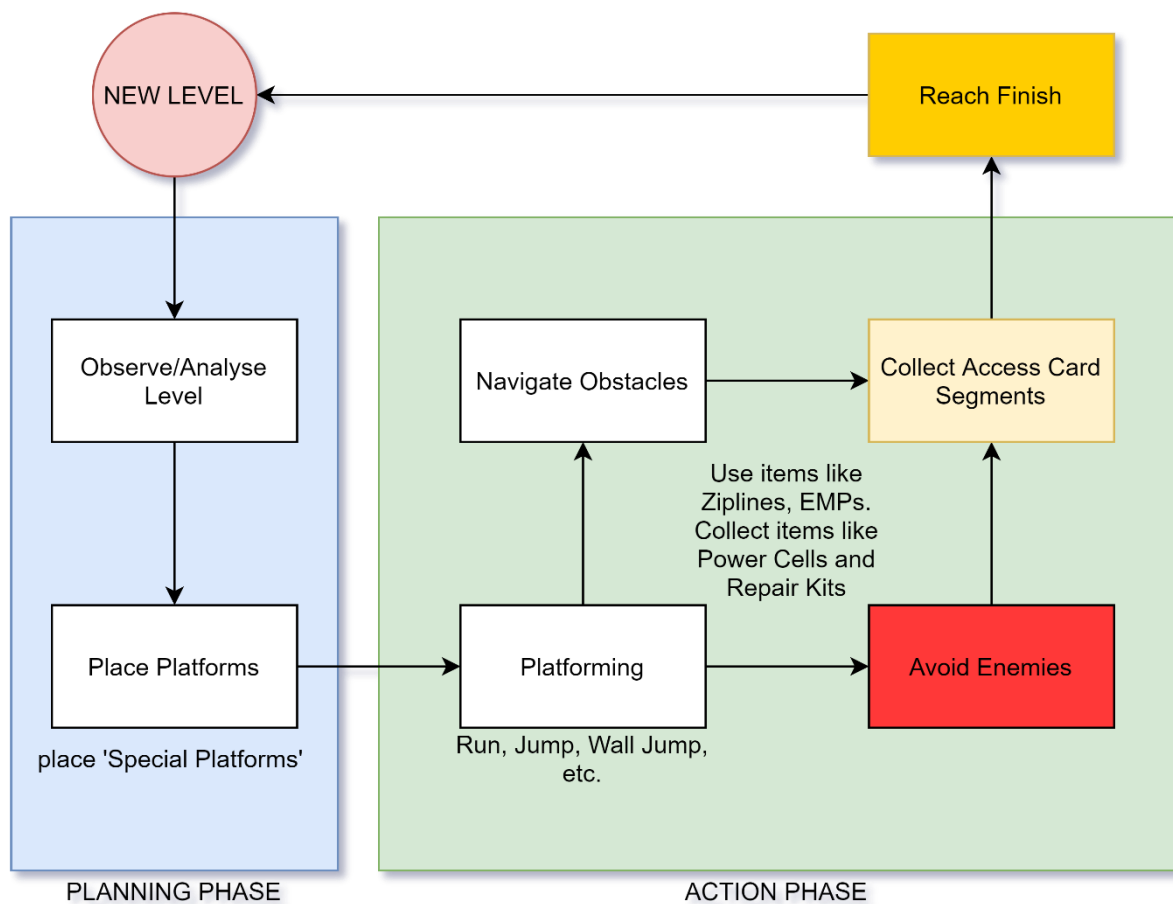 NEW LEVEL
Reach Finish
Observe/Analyse
Level
Navigate Obstacles
Collect Access Card
Segments
Use items like
Ziplines, EMPs.
Collect items like
Power Cells and
Repair Kits
Place Platforms
Platforming
Avoid Enemies
place 'Special Platforms'
Run, Jump, Wall Jump,
etc.
PLANNING PHASE
ACTION PHASE